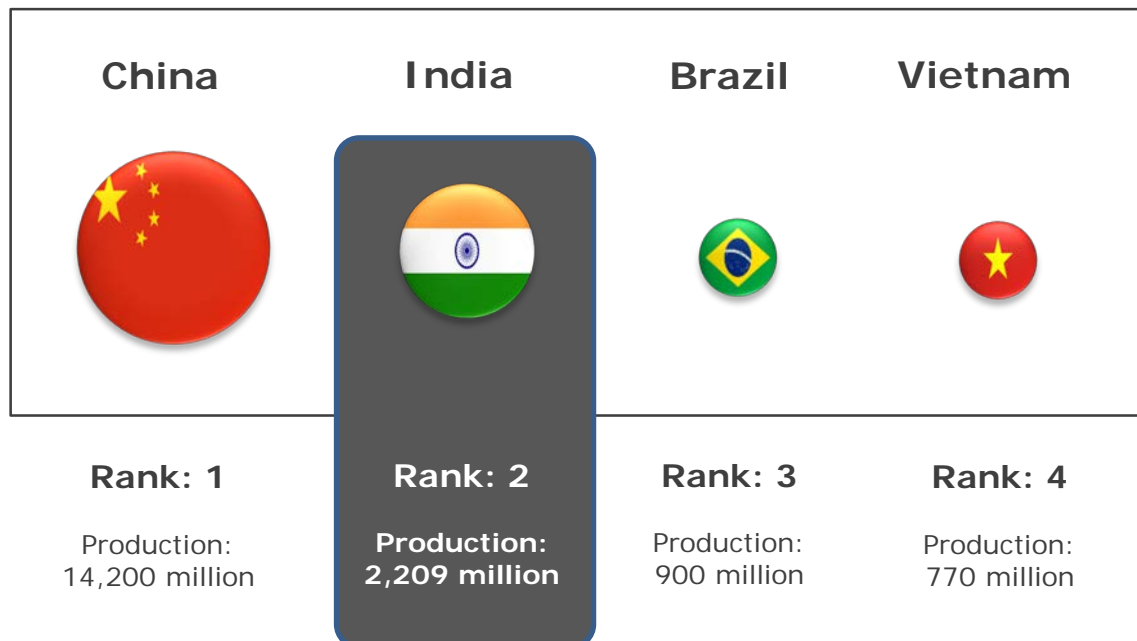 China
India
Brazil
Vietnam
Rank: 1
Rank: 2
Rank: 3
Rank: 4
Production:
14,200 million
Production:
2,209 million
Production:
900 million
Production:
770 million